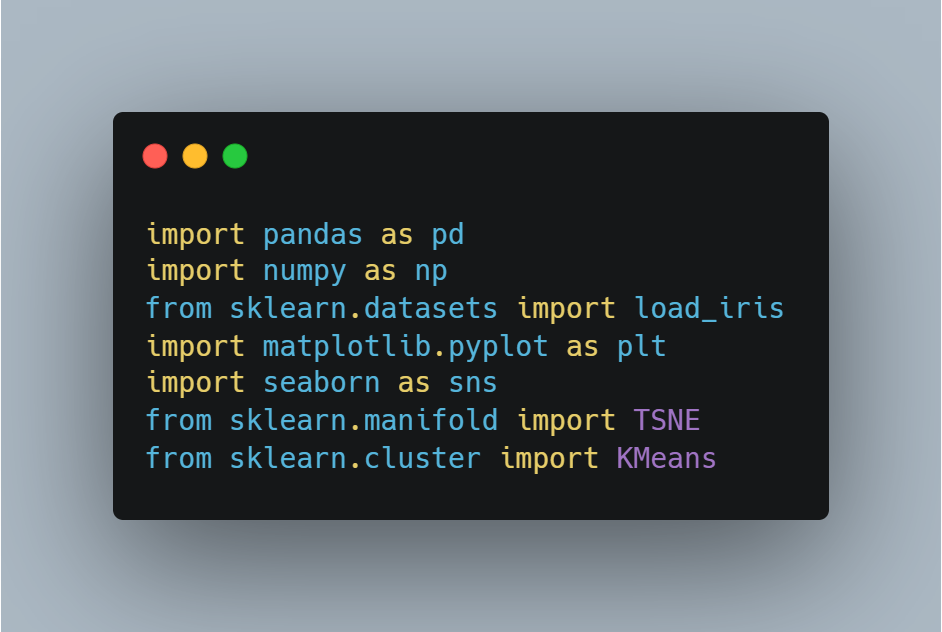 import pandas as pd
import numpy as np
from sklearn.datasets import load_iris
import matplotlib.pyplot as plt
import seaborn as sns
from sklearn.manifold import TSNE
from sklearn.cluster import KMeans